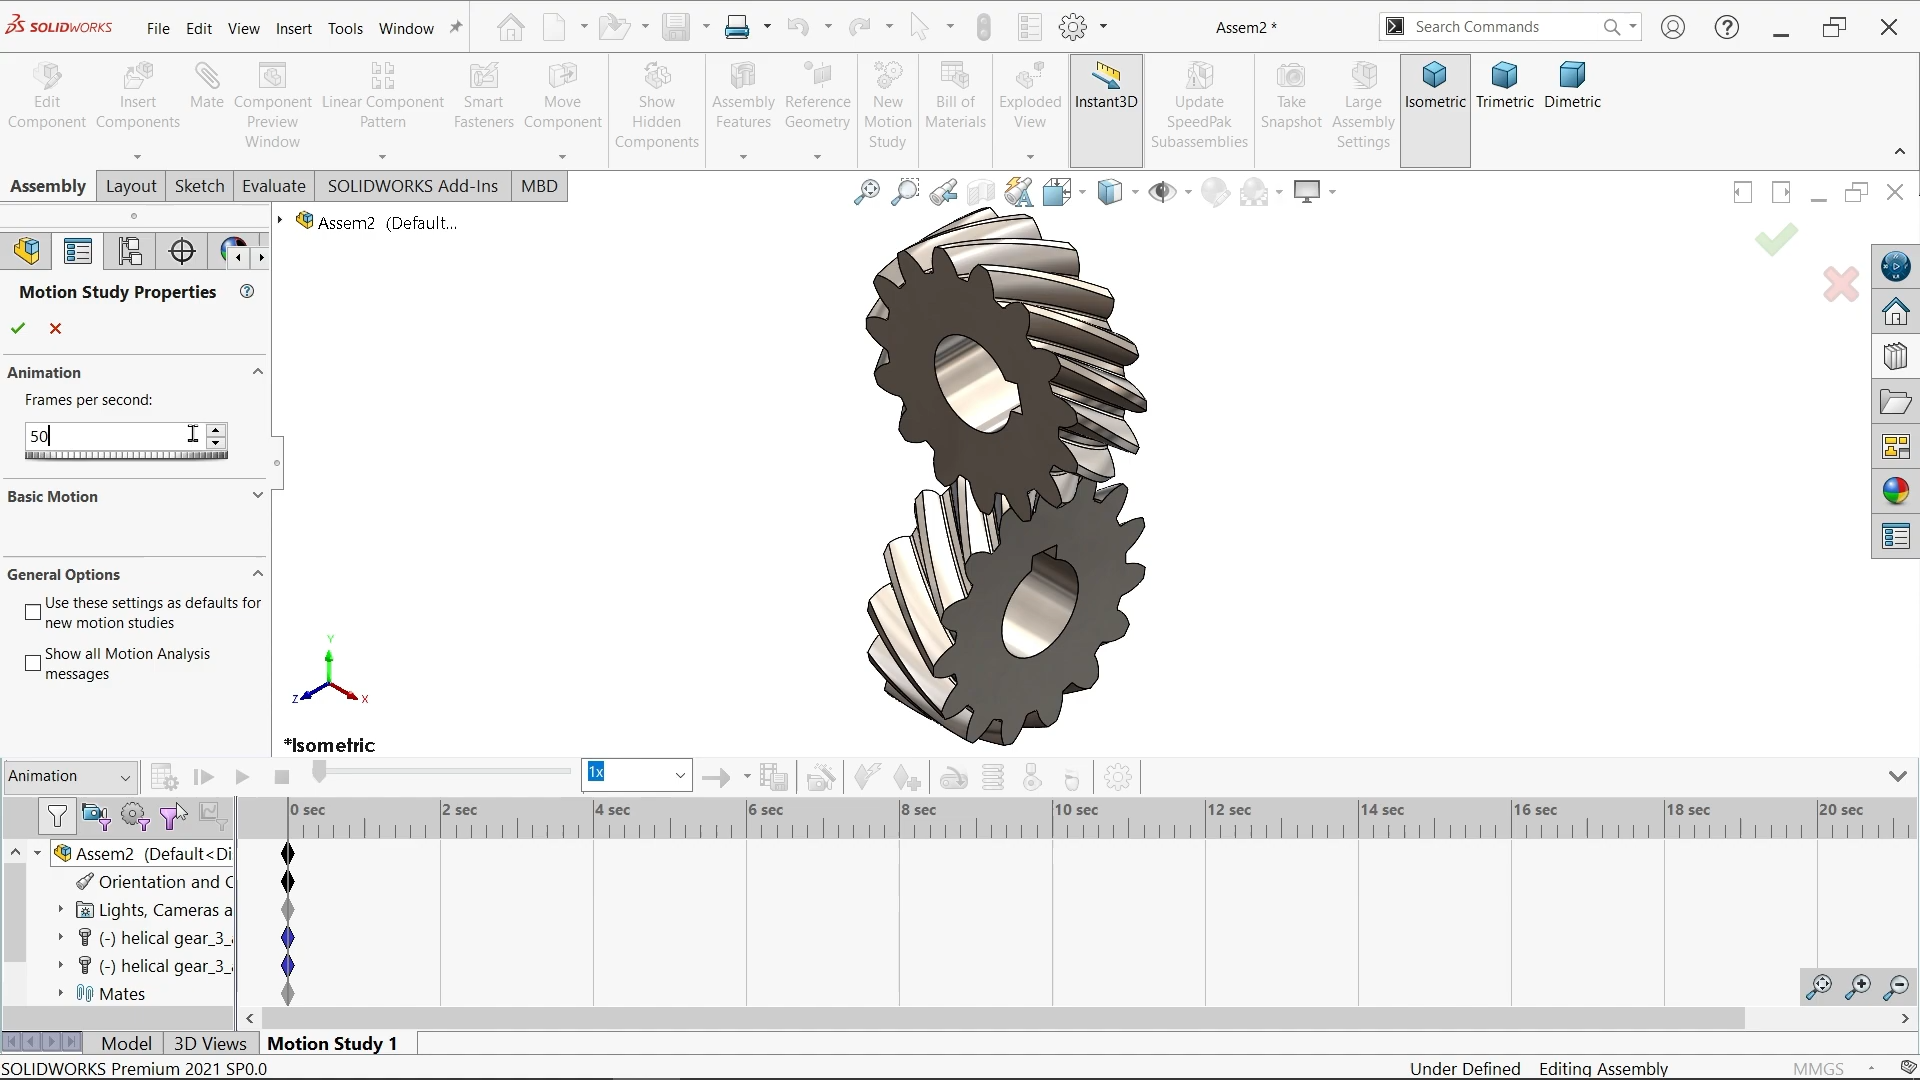 SOLIDWORKS File Edit View Insert Tools Window Assem2 * Search Commands
Edit Component
Insert Components
Mate
Component Preview Window
Linear Component Pattern
Smart Fasteners
Move Component
Show Hidden Components
Assembly Features
Reference Geometry
New Motion Study
Bill of Materials
Exploded View
Instant3D
Update SpeedPak Subassemblies
Take Snapshot
Large Assembly Settings
Isometric
Trimetric
Dimetric
Assembly Layout Sketch Evaluate SOLIDWORKS Add-Ins MBD
Assem2 (Default...
Motion Study Properties
Animation
Frames per second:
50
Basic Motion
General Options
Use these settings as defaults for
new motion studies
Show all Motion Analysis
messages
Y
Z
X
*Isometric
Animation 1x
0 sec 2 sec 4 sec 6 sec 8 sec 10 sec 12 sec 14 sec 16 sec 18 sec 20 sec
Assem2 (Default<Di
Orientation and C
Lights, Cameras a
(-) helical gear_3_
(-) helical gear_3_
Mates
Model 3D Views Motion Study 1
SOLIDWORKS Premium 2021 SP0.0 Under Defined Editing Assembly MMGS